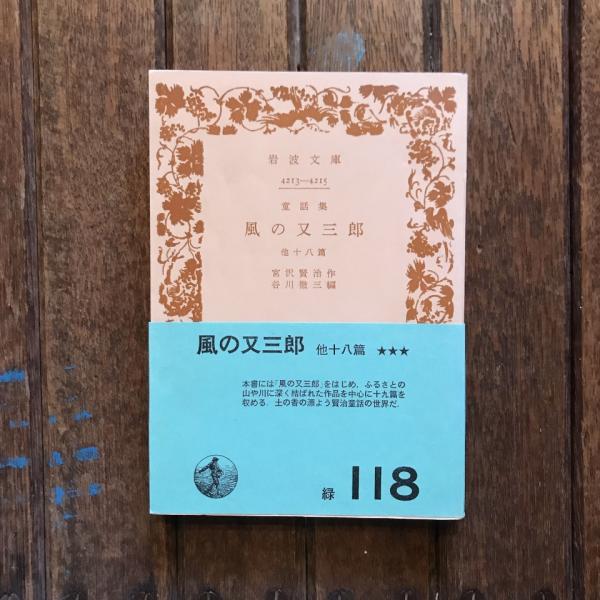 岩波文庫
4213—4215
童話集
風の又三郎
他十八篇
宮沢賢治作
谷川徹三編
風の又三郎 他十八篇 ★★★
本書には「風の又三郎」をはじめ、ふるさとの
山や川に深く結ばれた作品を中心に十九篇を
収める。土の香の漂よう賢治童話の世界だ。
緑 118